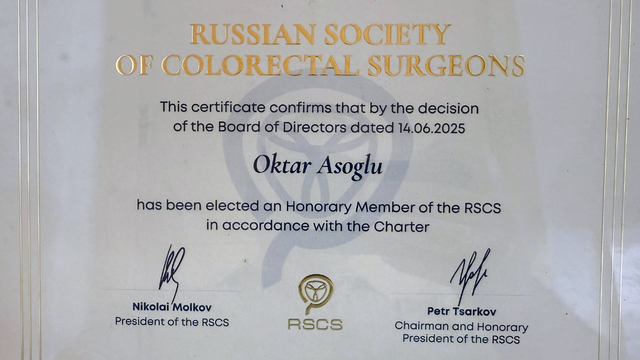 RUSSIAN SOCIETY
OF COLORECTAL SURGEONS
This certificate confirms that by the decision
of the Board of Directors dated 14.06.2025
Oktar Asoglu
has been elected an Honorary Member of the RSCS
in accordance with the Charter
Nikolai Molkov
President of the RSCS
RSCS
Petr Tsarkov
Chairman and Honorary
President of the RSCS